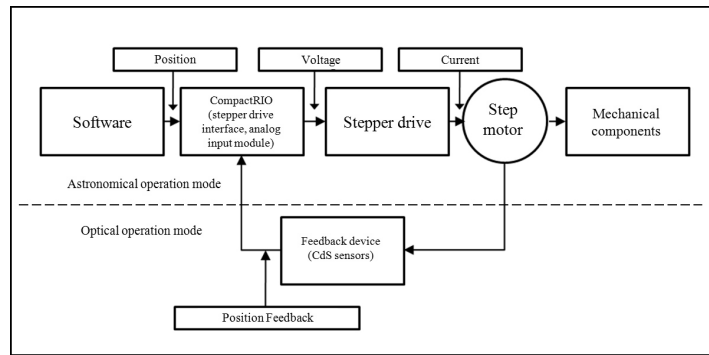 Position
Voltage
Current
Software
CompactRIO
(stepper drive
interface, analog
input module)
Stepper drive
Step
motor
Mechanical
components
Astronomical operation mode
Optical operation mode
Feedback device
(CdS sensors)
Position Feedback